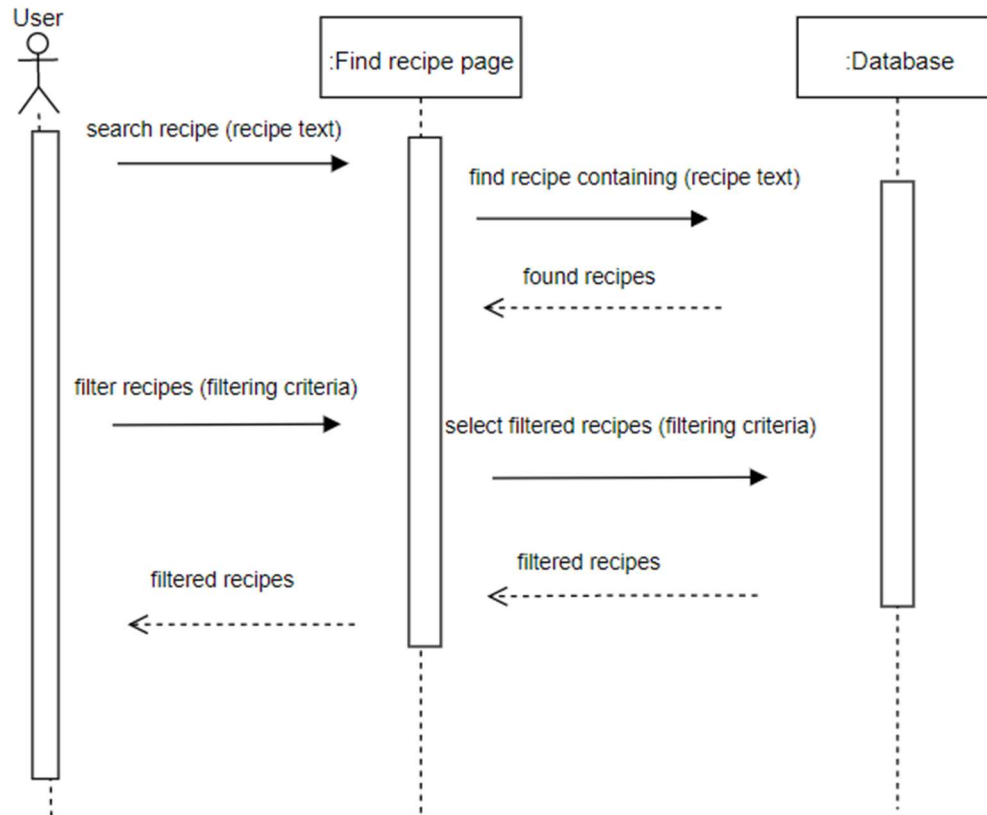 User
:Find recipe page
:Database
search recipe (recipe text)
find recipe containing (recipe text)
found recipes
filter recipes (filtering criteria)
select filtered recipes (filtering criteria)
filtered recipes
filtered recipes